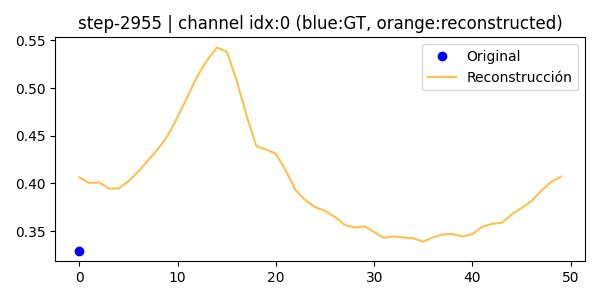 step-2955 | channel idx:0 (blue:GT, orange:reconstructed)
0.55
0.50
0.45
0.40
0.35
Original
Reconstrucción
0 10 20 30 40 50